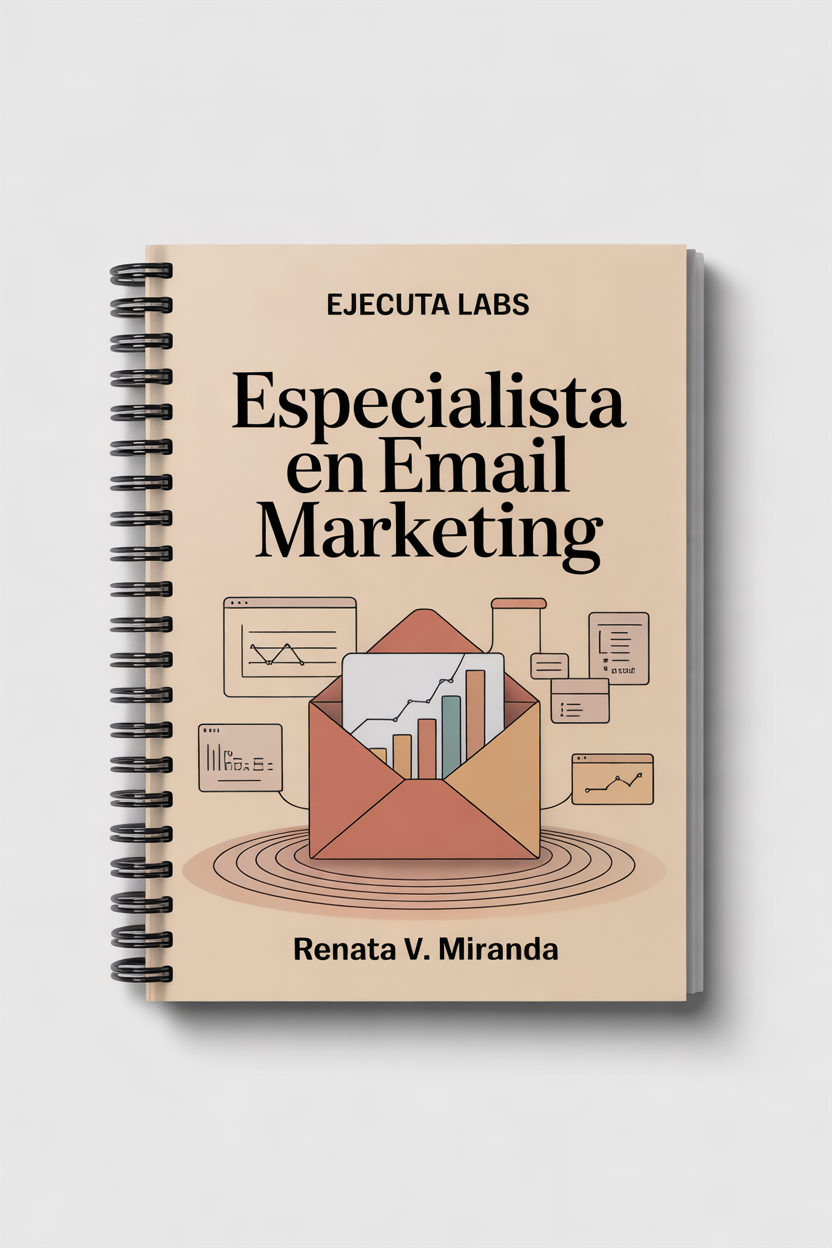 EJECUTA LABS
Especialista
en Email
Marketing
Renata V. Miranda